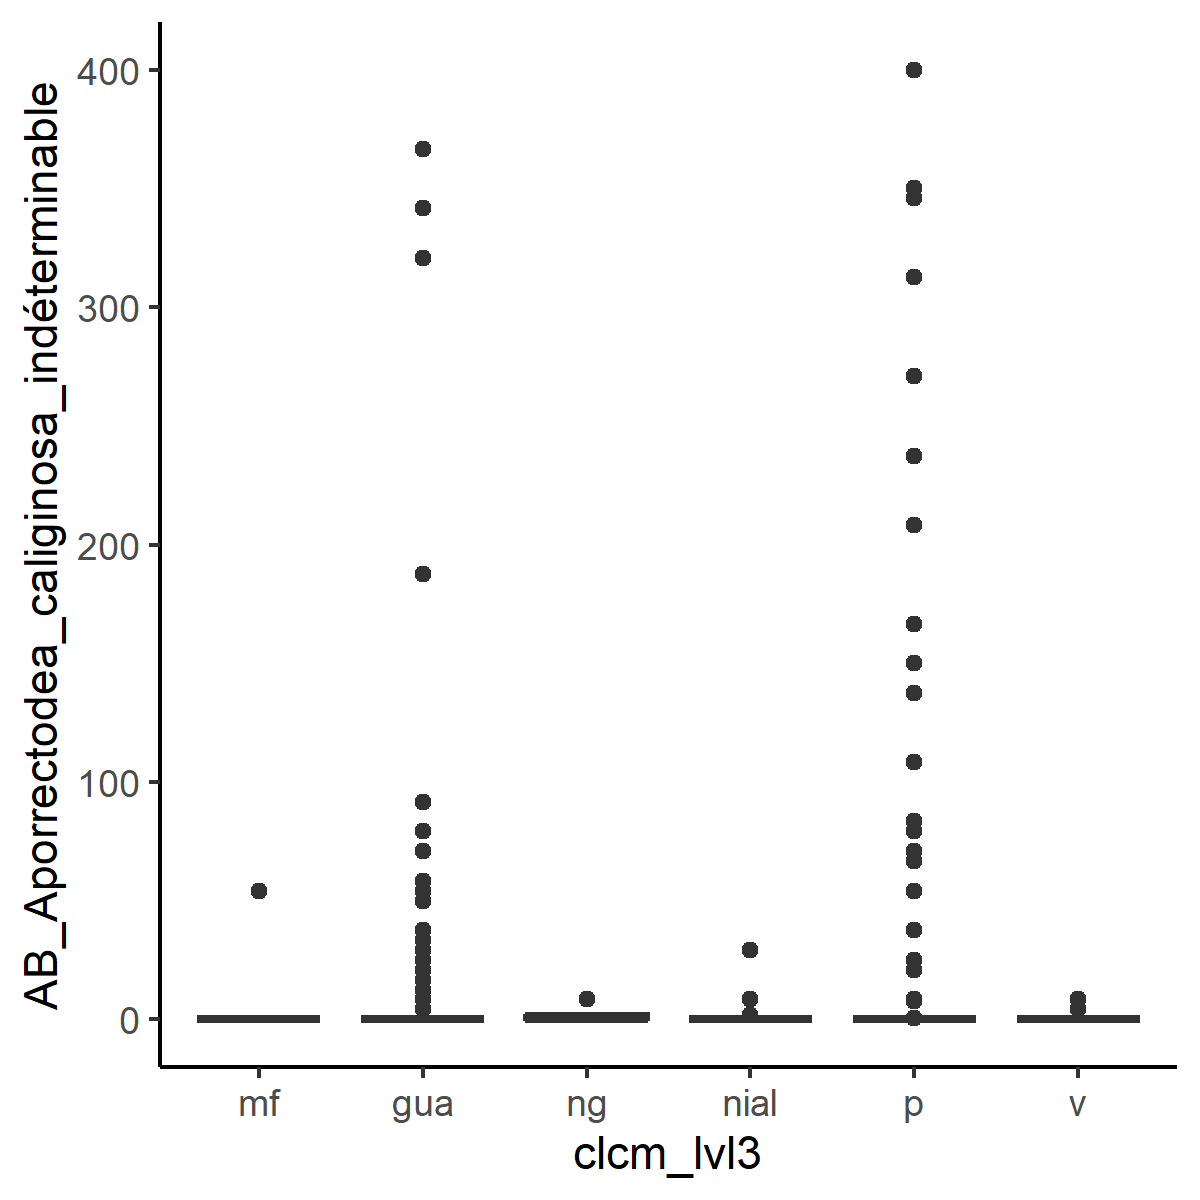 AB_Aporrectodea_caliginosa_indéterminable
400
300
200
100
0
mf gua ng nial p v
clcm_lvl3